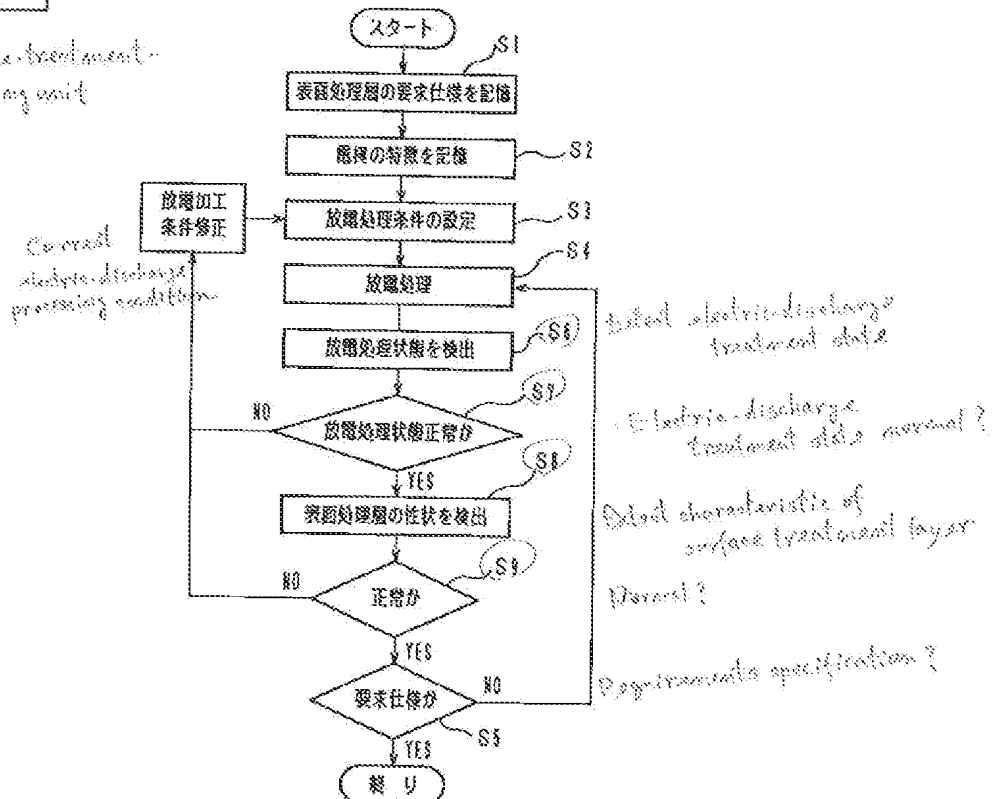 スタート
S1
表面処理層の要求仕様を記憶
treatment-
ing unit
電極の特徴を記憶
S2
放電加工
条件修正
放電処理条件の設定
S3
Correct
electric-discharge
processing condition
放電処理
S4
放電処理状態を検出
S6
Detect electric-discharge
treatment state
NO
放電処理状態正常か
S7
Electric-discharge
treatment state normal?
YES
表面処理層の性状を検出
S8
Detect characteristic of
surface treatment layer
NO
正常か
S9
Normal?
YES
要求仕様か
NO
Requirements specification?
S5
YES
終り